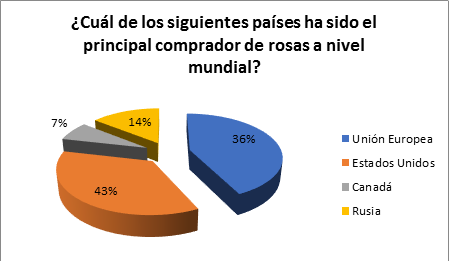 ¿Cuál de los siguientes países ha sido el
principal comprador de rosas a nivel
mundial?
7%
14%
36%
43%
Unión Europea
Estados Unidos
Canadá
Rusia